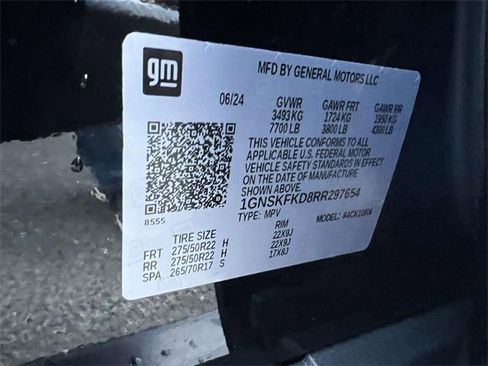 gm
MFD BY GENERAL MOTORS LLC
06/24 GVWR GAWR FRT GAWR RR
3493 KG 1724 KG 1950 KG
7700 LB 3800 LB 4300 LB
THIS VEHICLE CONFORMS TO ALL
APPLICABLE U.S. FEDERAL MOTOR
VEHICLE SAFETY STANDARDS IN EFFECT ON
THE DATE OF MANUFACTURE SHOWN ABOVE.
1GNSKFKD8RR297654
8555 TYPE: MPV MODEL:
TIRE SIZE RIM
FRT 275/50R22 H 22X9J
RR 275/50R22 H 22X9J
SPA 265/70R17 S 17X8J